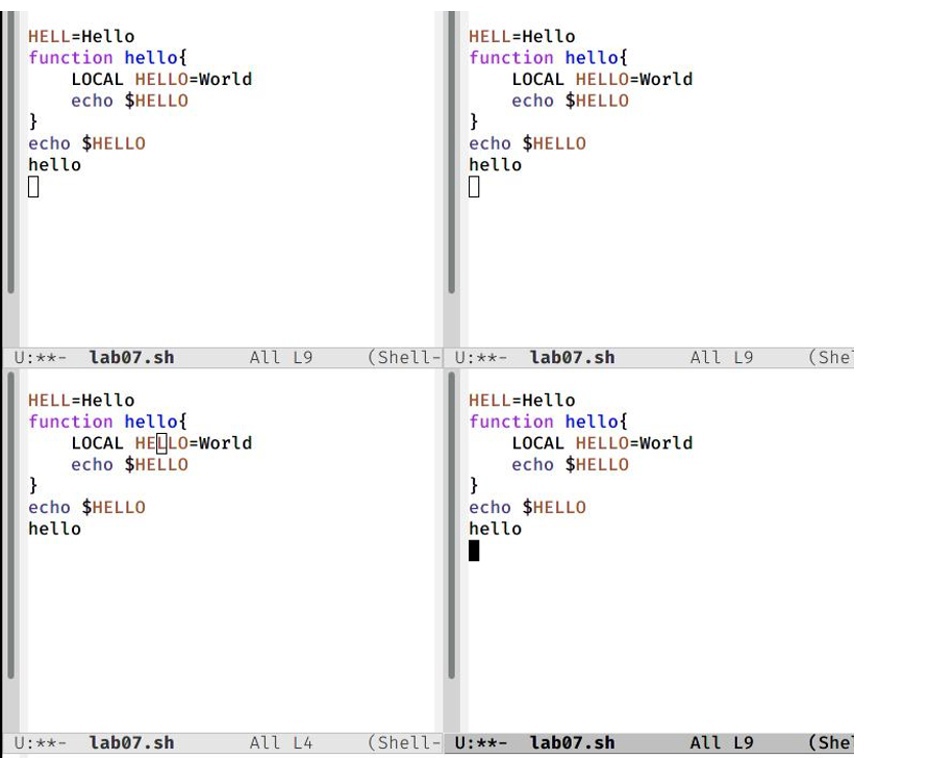 HELL=Hello
function hello{
    LOCAL HELLO=World
    echo $HELLO
}
echo $HELLO
hello
U:**-  lab07.sh       All L9     (Shell-
HELL=Hello
function hello{
    LOCAL HELLO=World
    echo $HELLO
}
echo $HELLO
hello
U:**-  lab07.sh       All L9     (She
HELL=Hello
function hello{
    LOCAL HELLO=World
    echo $HELLO
}
echo $HELLO
hello
U:**-  lab07.sh       All L4     (Shell-
HELL=Hello
function hello{
    LOCAL HELLO=World
    echo $HELLO
}
echo $HELLO
hello
U:**-  lab07.sh       All L9     (She